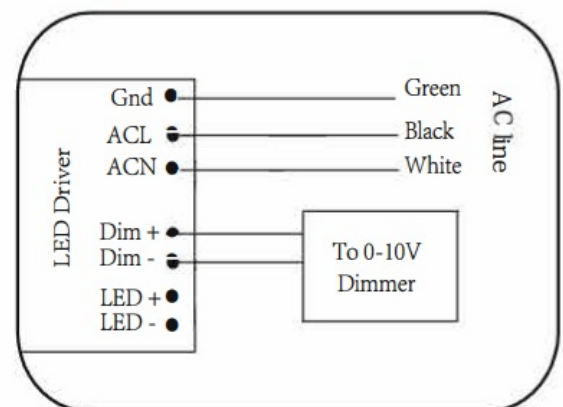 Gnd
Green
ACL
Black
ACN
White
AC line
LED Driver
Dim +
Dim -
To 0-10V
Dimmer
LED +
LED -